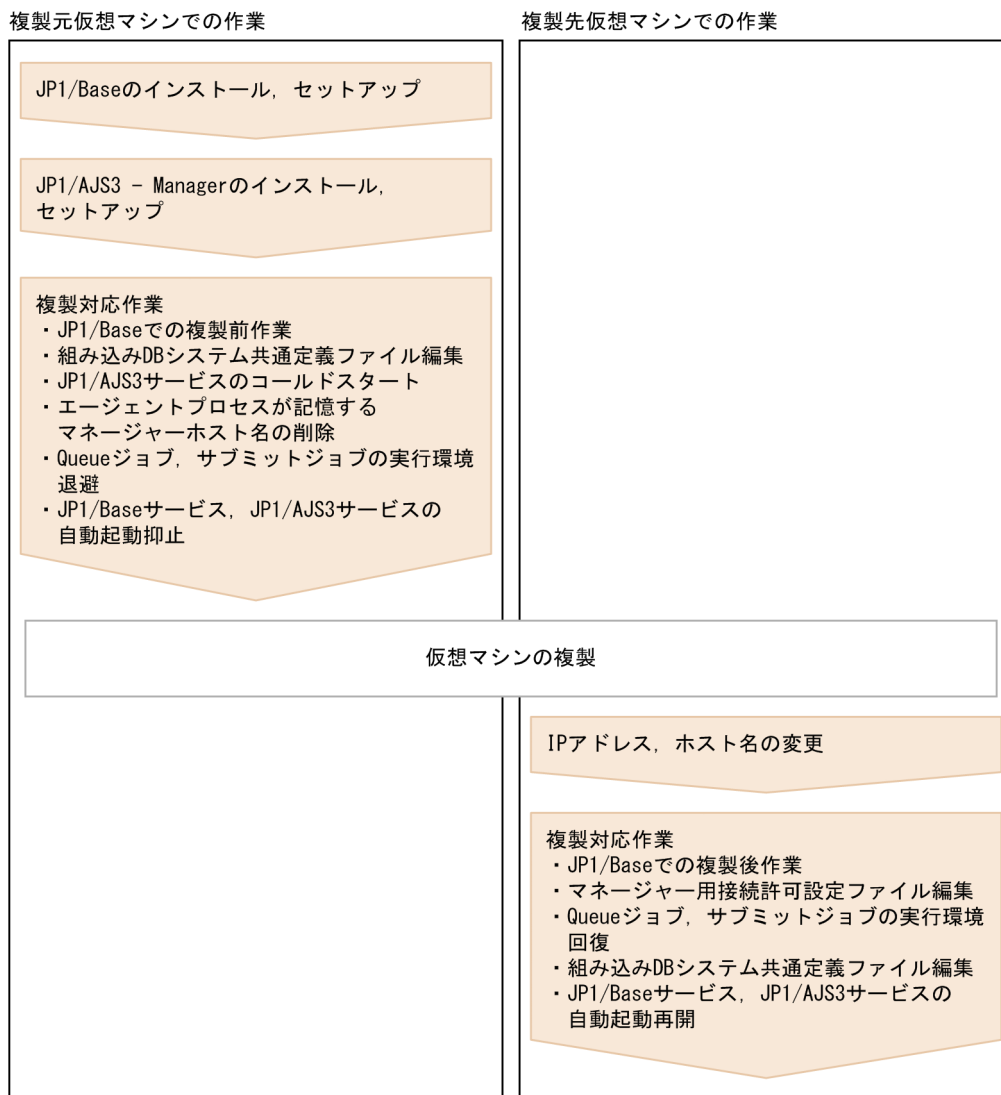 複製元仮想マシンでの作業
複製先仮想マシンでの作業
JP1/Baseのインストール，セットアップ
JP1/AJS3 − Managerのインストール，
セットアップ
複製対応作業
・JP1/Baseでの複製前作業
・組み込みDBシステム共通定義ファイル編集
・JP1/AJS3サービスのコールドスタート
・エージェントプロセスが記憶する
マネージャーホスト名の削除
・Queueジョブ，サブミットジョブの実行環境
退避
・JP1/Baseサービス，JP1/AJS3サービスの
自動起動抑止
仮想マシンの複製
IPアドレス，ホスト名の変更
複製対応作業
・JP1/Baseでの複製後作業
・マネージャー用接続許可設定ファイル編集
・Queueジョブ，サブミットジョブの実行環境
回復
・組み込みDBシステム共通定義ファイル編集
・JP1/Baseサービス，JP1/AJS3サービスの
自動起動再開